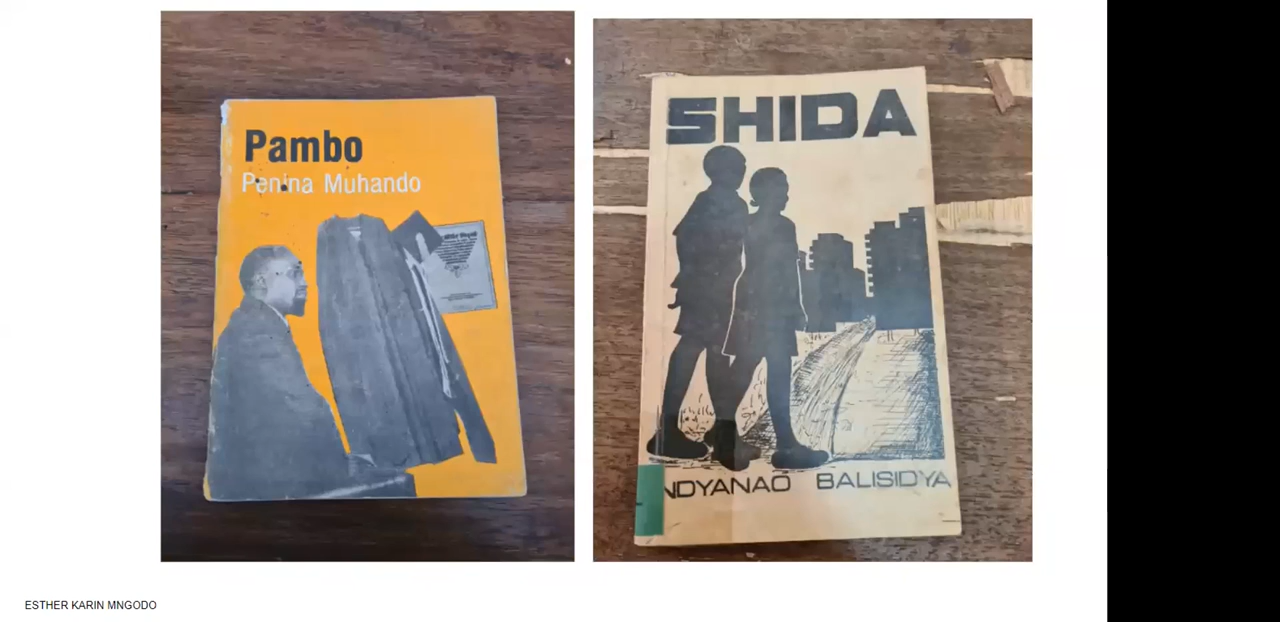 Pambo
Penina Muhando
SHIDA
NDYANAO BALISIDYA
ESTHER KARIN MNGODO